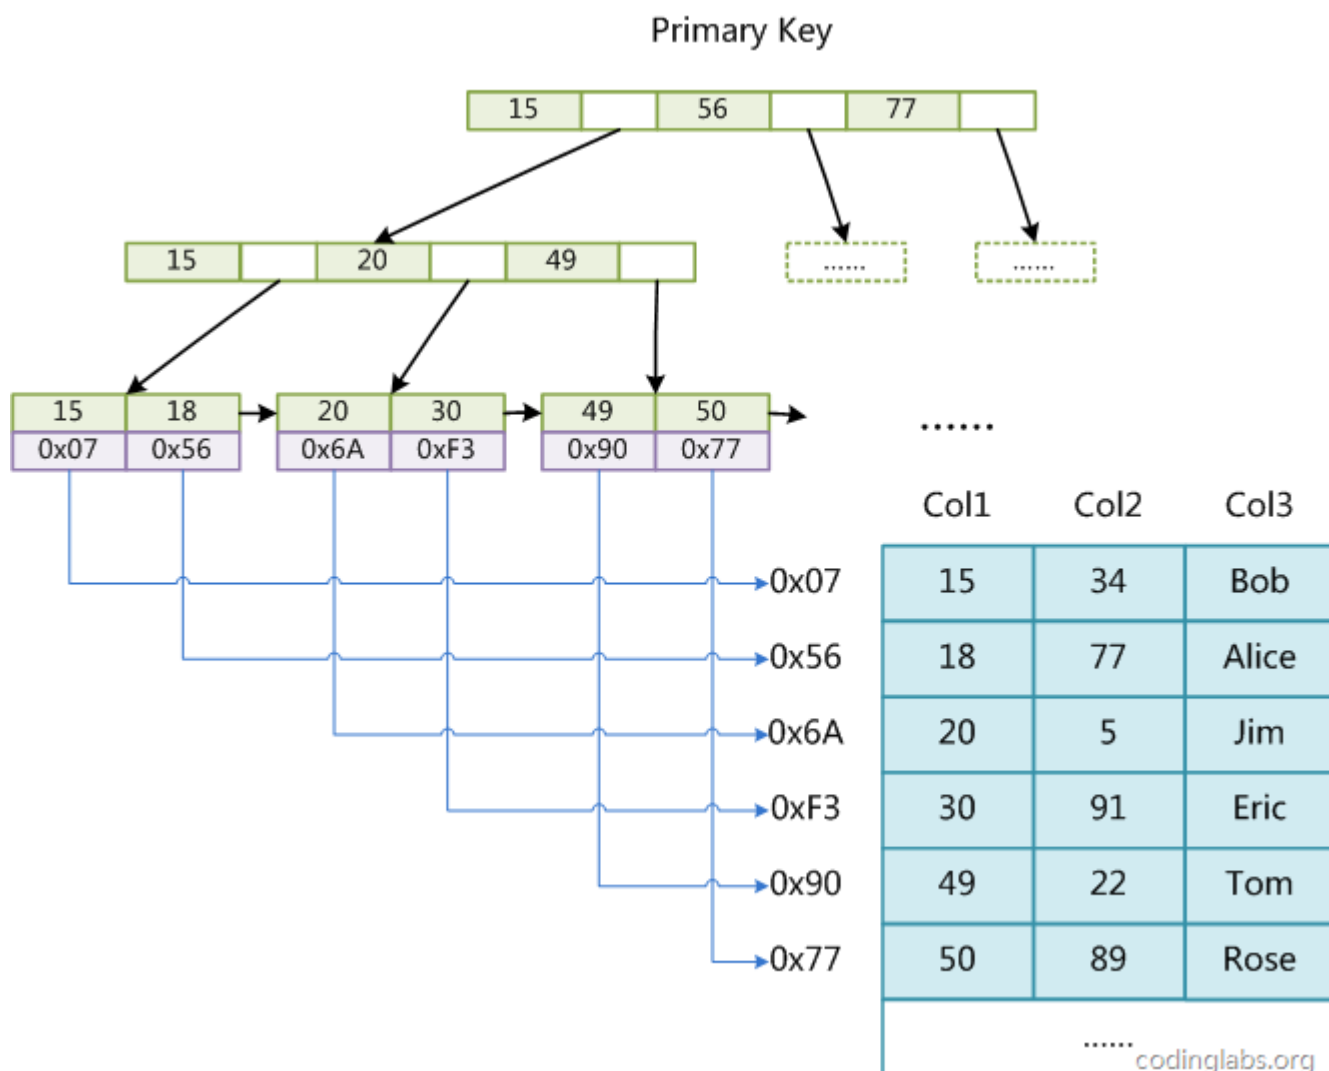 Primary Key
15 56 77
15 20 49
...... ......
15 18 20 30 49 50
0x07 0x56 0x6A 0xF3 0x90 0x77
......
Col1 Col2 Col3
0x07 15 34 Bob
0x56 18 77 Alice
0x6A 20 5 Jim
0xF3 30 91 Eric
0x90 49 22 Tom
0x77 50 89 Rose
......
codinglabs.org